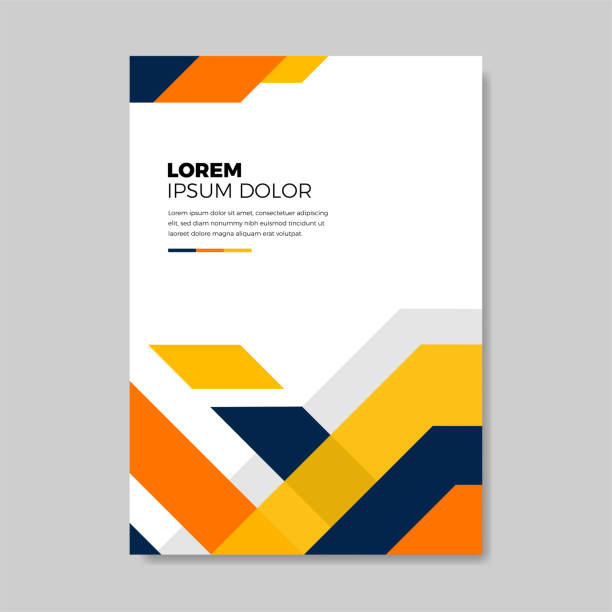 LOREM
IPSUM DOLOR
Lorem ipsum dolor sit amet, consectetuer adipiscing
elit, sed diam nonummy nibh euismod tincidunt ut
laoreet dolore magna aliquam erat volutpat.